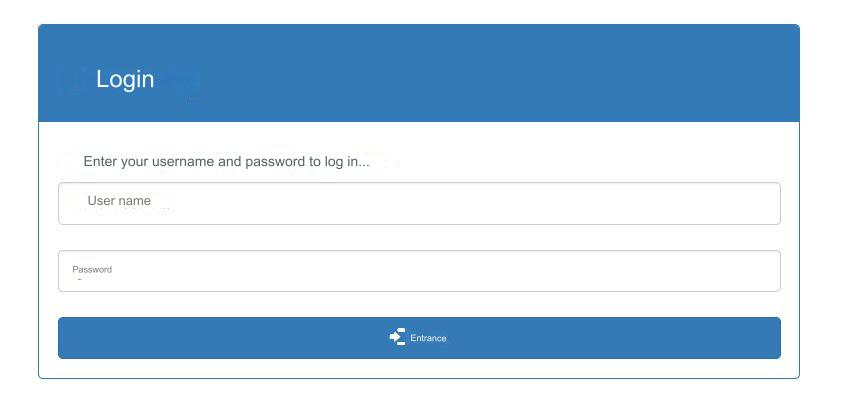 Login
Enter your username and password to log in...
User name
Password
Entrance